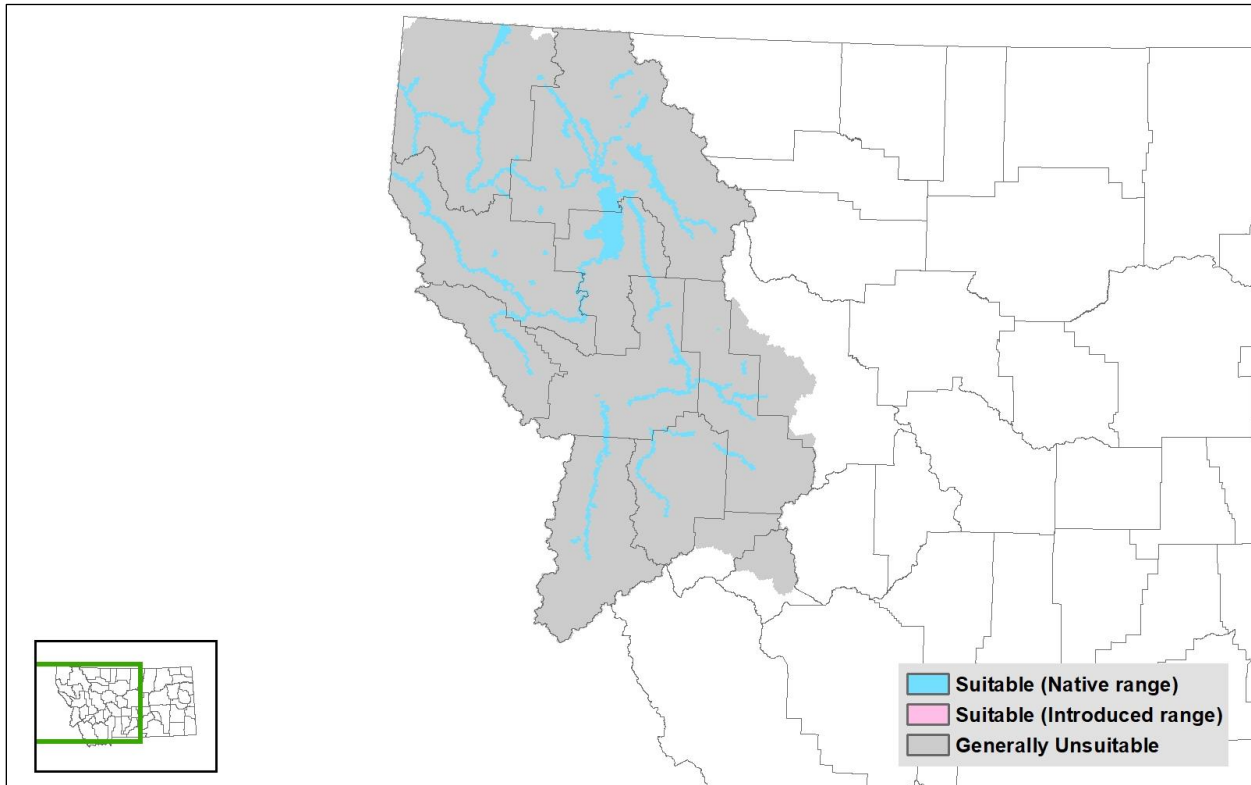 Suitable (Native range)
Suitable (Introduced range)
Generally Unsuitable